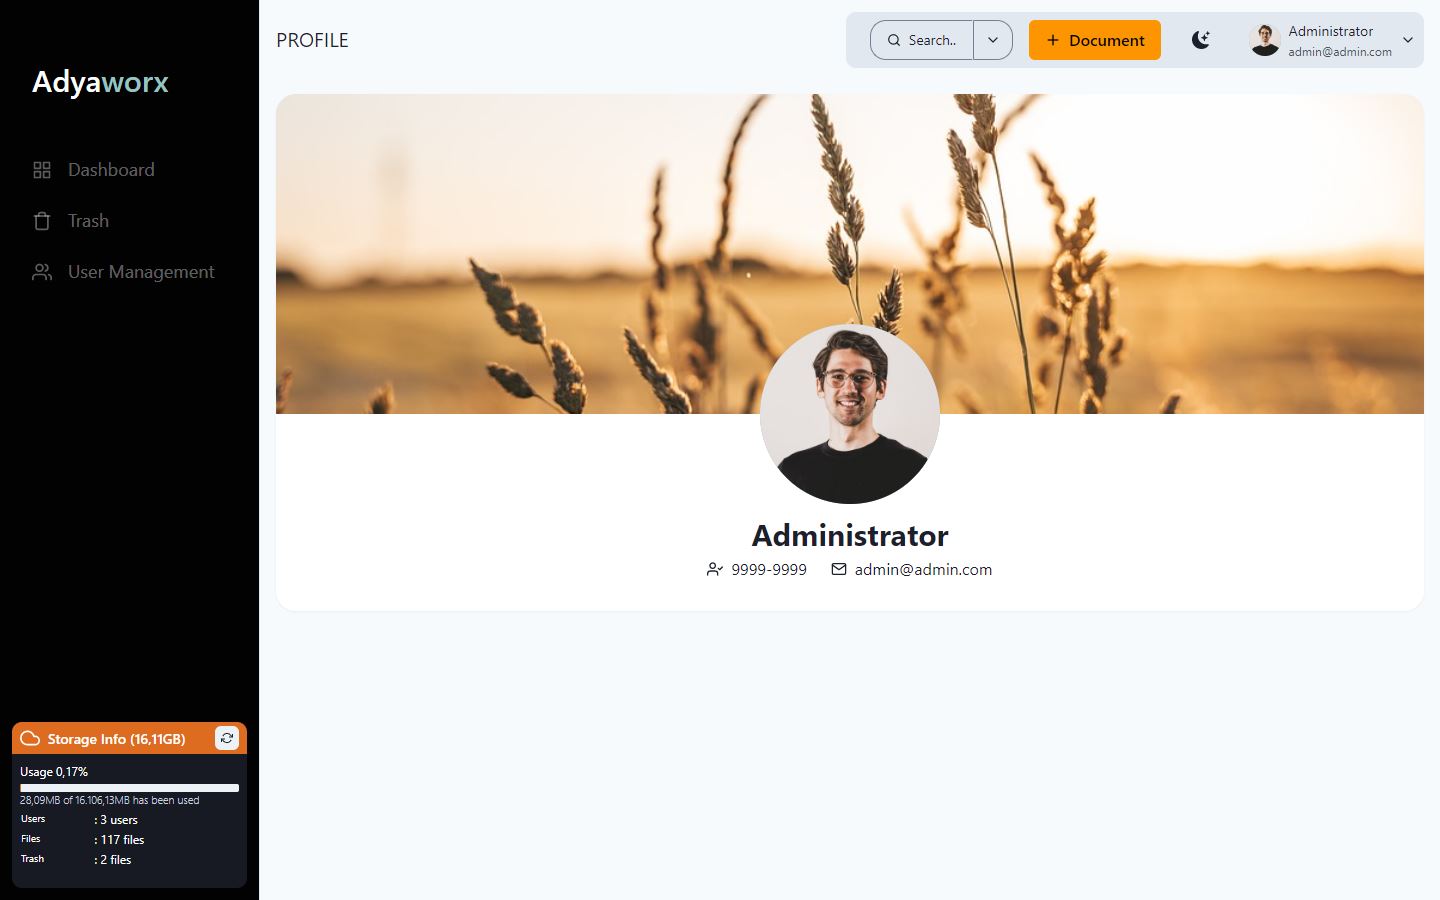 Adyaworx
Dashboard
Trash
User Management
Storage Info (16,11GB)
Usage 0,17%
28,09MB of 16.106,13MB has been used
Users : 3 users
Files : 117 files
Trash : 2 files
PROFILE
Search..
Document
Administrator
admin@admin.com
Administrator
9999-9999 admin@admin.com